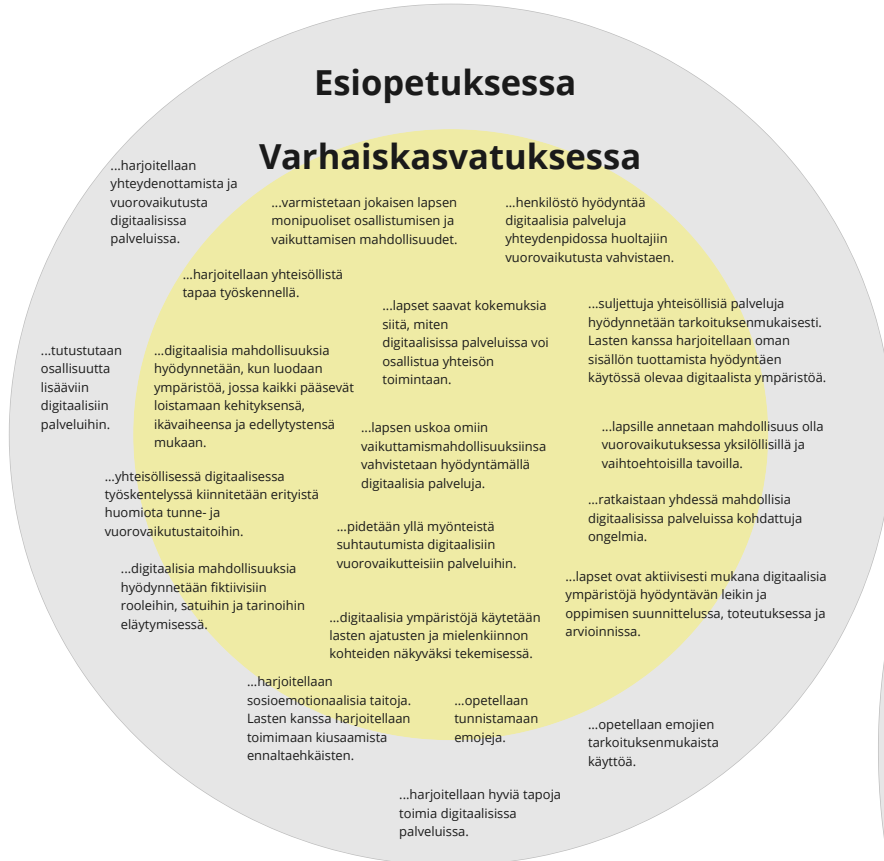 Esiopetuksessa
Varhaiskasvatuksessa
...harjoitellaan
yhteydenottamista ja
vuorovaikutusta
digitaalisissa
palveluissa.
...varmistetaan jokaisen lapsen
monipuoliset osallistumisen ja
vaikuttamisen mahdollisuudet.
...henkilöstö hyödyntää
digitaalisia palveluja
yhteydenpidossa huoltajiin
vuorovaikutusta vahvistaen.
...harjoitellaan yhteisöllistä
tapaa työskennellä.
...lapset saavat kokemuksia
siitä, miten
digitaalisissa palveluissa voi
osallistua yhteisön
toimintaan.
...suljettuja yhteisöllisiä palveluja
hyödynnetään tarkoituksenmukaisesti.
Lasten kanssa harjoitellaan oman
sisällön tuottamista hyödyntäen
käytössä olevaa digitaalista ympäristöä.
...tutustutaan
osallisuutta
lisääviin
digitaalisiin
palveluihin.
...digitaalisia mahdollisuuksia
hyödynnetään, kun luodaan
ympäristöä, jossa kaikki pääsevät
loistamaan kehityksensä,
ikävaiheensa ja edellytystensä
mukaan.
...lapsen uskoa omiin
vaikuttamismahdollisuuksiinsa
vahvistetaan hyödyntämällä
digitaalisia palveluja.
...lapsille annetaan mahdollisuus olla
vuorovaikutuksessa yksilöllisillä ja
vaihtoehtoisilla tavoilla.
...yhteisöllisessä digitaalisessa
työskentelyssä kiinnitetään erityistä
huomiota tunne- ja
vuorovaikutustaitoihin.
...ratkaistaan yhdessä mahdollisia
digitaalisissa palveluissa kohdattuja
ongelmia.
...pidetään yllä myönteistä
suhtautumista digitaalisiin
vuorovaikutteisiin palveluihin.
...digitaalisia mahdollisuuksia
hyödynnetään fiktiivisiin
rooleihin, satuihin ja tarinoihin
eläytymisessä.
...lapset ovat aktiivisesti mukana digitaalisia
ympäristöjä hyödyntävän leikin ja
oppimisen suunnittelussa, toteutuksessa ja
arvioinnissa.
...digitaalisia ympäristöjä käytetään
lasten ajatusten ja mielenkiinnon
kohteiden näkyväksi tekemisessä.
...harjoitellaan
sosioemotionaalisia taitoja.
Lasten kanssa harjoitellaan
toimimaan kiusaamista
ennaltaehkäisten.
...opetellaan
tunnistamaan
emojeja.
...opetellaan emojien
tarkoituksenmukaista
käyttöä.
...harjoitellaan hyviä tapoja
toimia digitaalisissa
palveluissa.